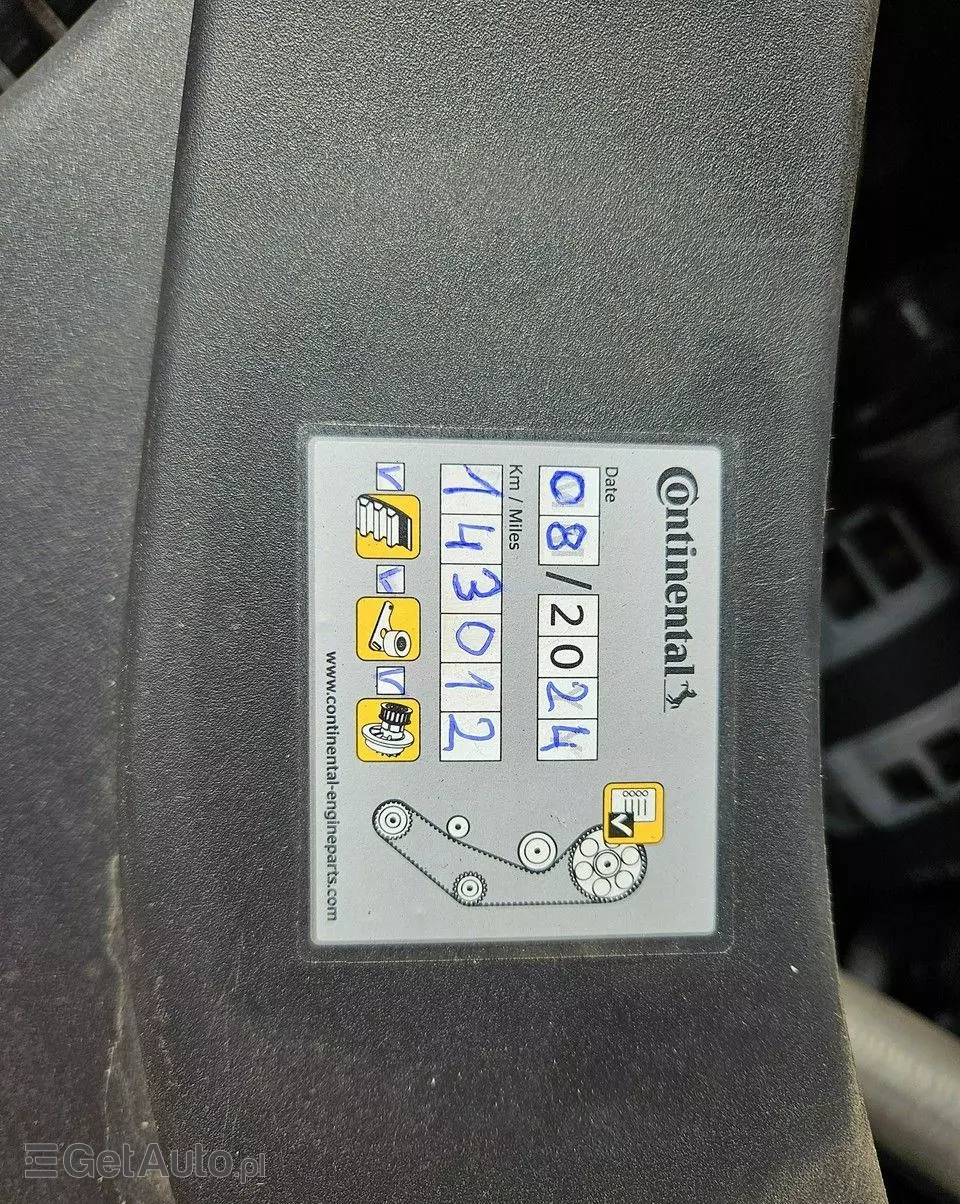 Continental
Date
08/2024
Km / Miles
143012
www.continental-engineparts.com
GetAuto.pl